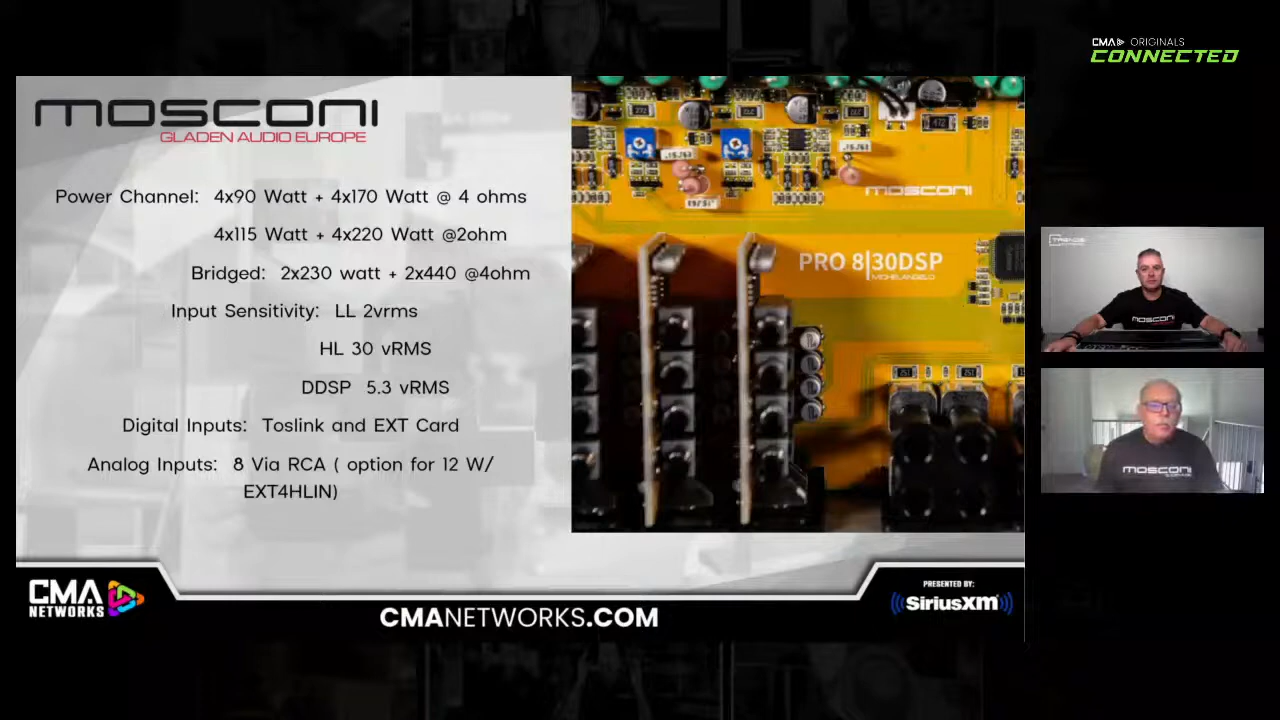 CMA ORIGINALS
CONNECTED
MOSCONI
GLADEN AUDIO EUROPE
Power Channel: 4x90 Watt + 4x170 Watt @ 4 ohms
4x115 Watt + 4x220 Watt @2ohm
Bridged: 2x230 watt + 2x440 @4ohm
Input Sensitivity: LL 2vrms
HL 30 vRMS
DDSP 5.3 vRMS
Digital Inputs: Toslink and EXT Card
Analog Inputs: 8 Via RCA ( option for 12 W/
EXT4HLIN)
MOSCONI
PRO 8|30DSP
MICHELANGELO
MOSCONI
MOSCONI
CMA
NETWORKS
CMANETWORKS.COM
PRESENTED BY:
SiriusXM